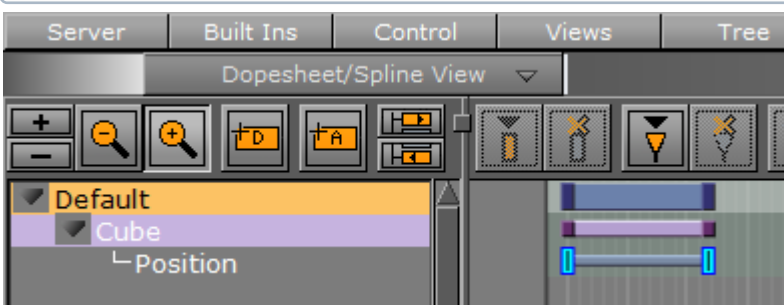 Server Built Ins Control Views Tree
Dopesheet/Spline View
D A
Default
Cube
Position